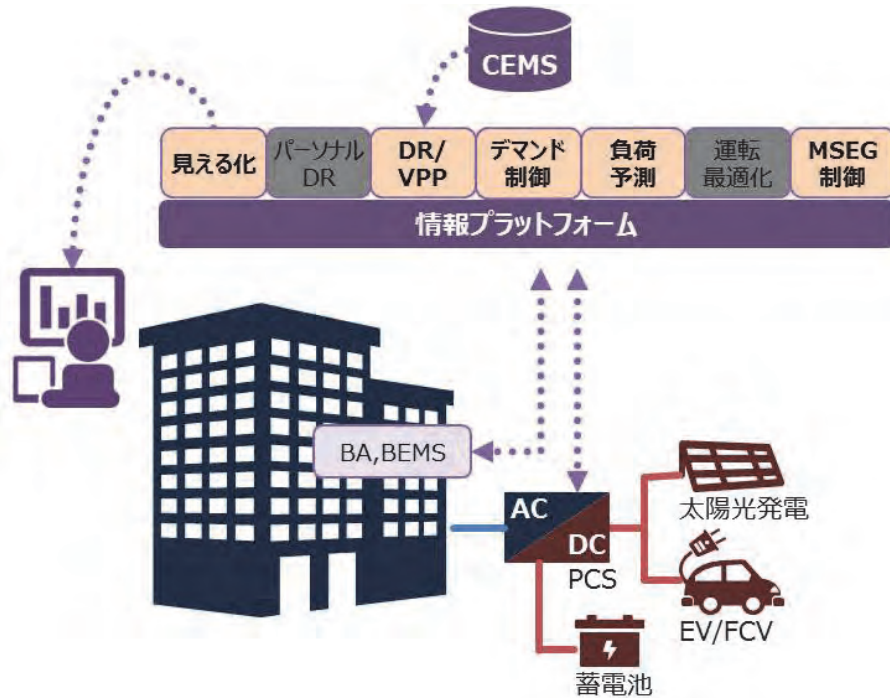 CEMS
見える化
パーソナル
DR
DR/
VPP
デマンド
制御
負荷
予測
運転
最適化
MSEG
制御
情報プラットフォーム
BA,BEMS
AC
DC
PCS
太陽光発電
EV/FCV
蓄電池